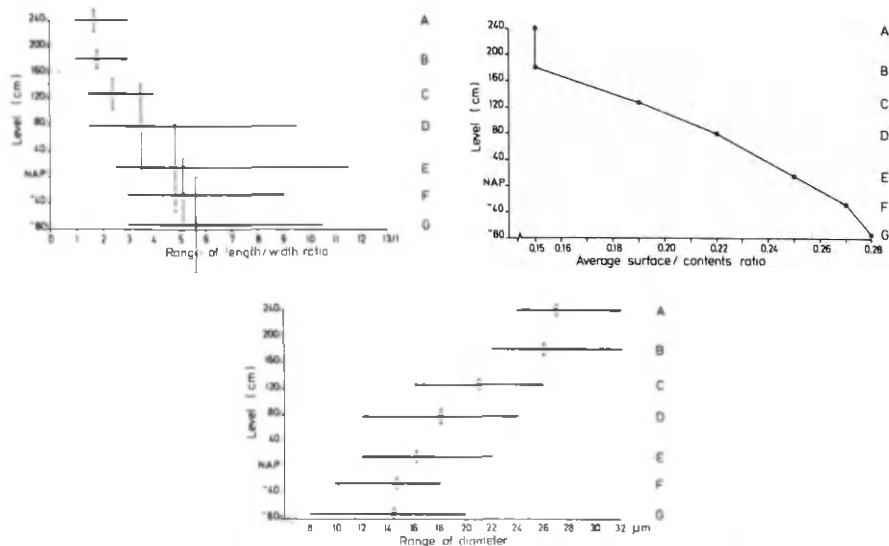 240
200
160
120
80
40
NAP
-40
-80
Level (cm)
A
B
C
D
E
F
G
0 1 2 3 4 5 6 7 8 9 10 11 12 13/1
Range of length/width ratio
240
200
160
120
80
40
NAP
-40
-80
Level (cm)
A
B
C
D
E
F
G
0.15 0.16 0.18 0.20 0.22 0.24 0.26 0.28
Average surface/contents ratio
240
200
160
120
80
40
NAP
-40
-80
Level (cm)
A
B
C
D
E
F
G
8 10 12 14 16 18 20 22 24 26 28 30 32 μm
Range of diameter